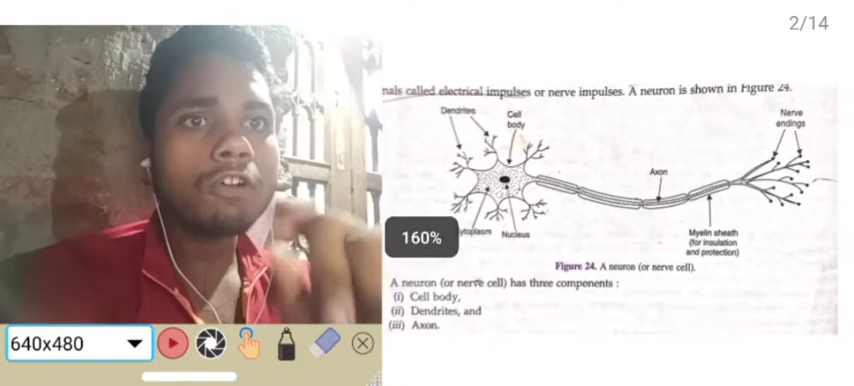 2/14
nals called electrical impulses or nerve impulses. A neuron is shown in Figure 24.
Dendrites
Cell
body
Nerve
endings
Axon
160%
ytoplasm
Nucleus
Myelin sheath
(for insulation
and protection)
Figure 24. A neuron (or nerve cell).
A neuron (or nerve cell) has three components :
(i) Cell body,
(ii) Dendrites, and
(iii) Axon.
640x480